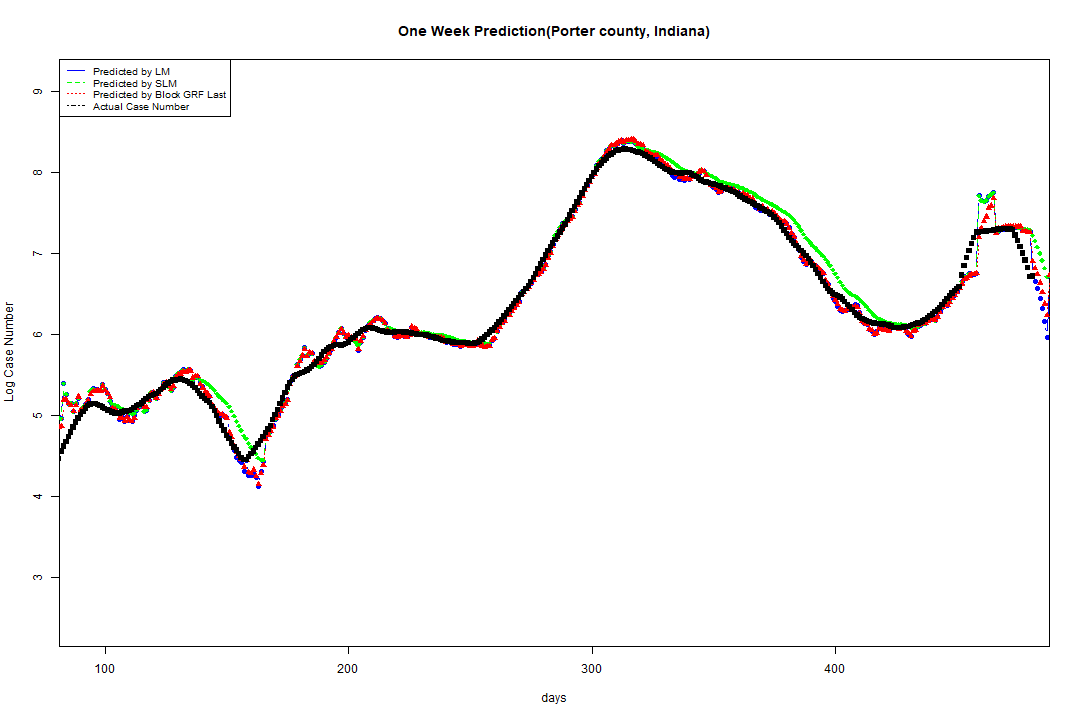 One Week Prediction(Porter county, Indiana)
Predicted by LM
Predicted by SLM
Predicted by Block GRF Last
Actual Case Number
9
8
7
6
5
4
3
Log Case Number
100 200 300 400
days